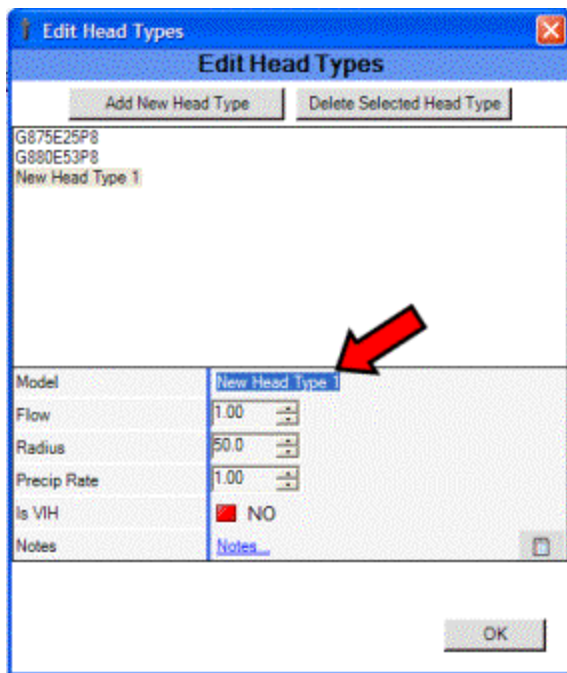 Edit Head Types
Edit Head Types
Add New Head Type Delete Selected Head Type
G875E25P8
G880E53P8
New Head Type 1
Model New Head Type 1
Flow 1.00
Radius 50.0
Precip Rate 1.00
Is VIH NO
Notes Notes...
OK